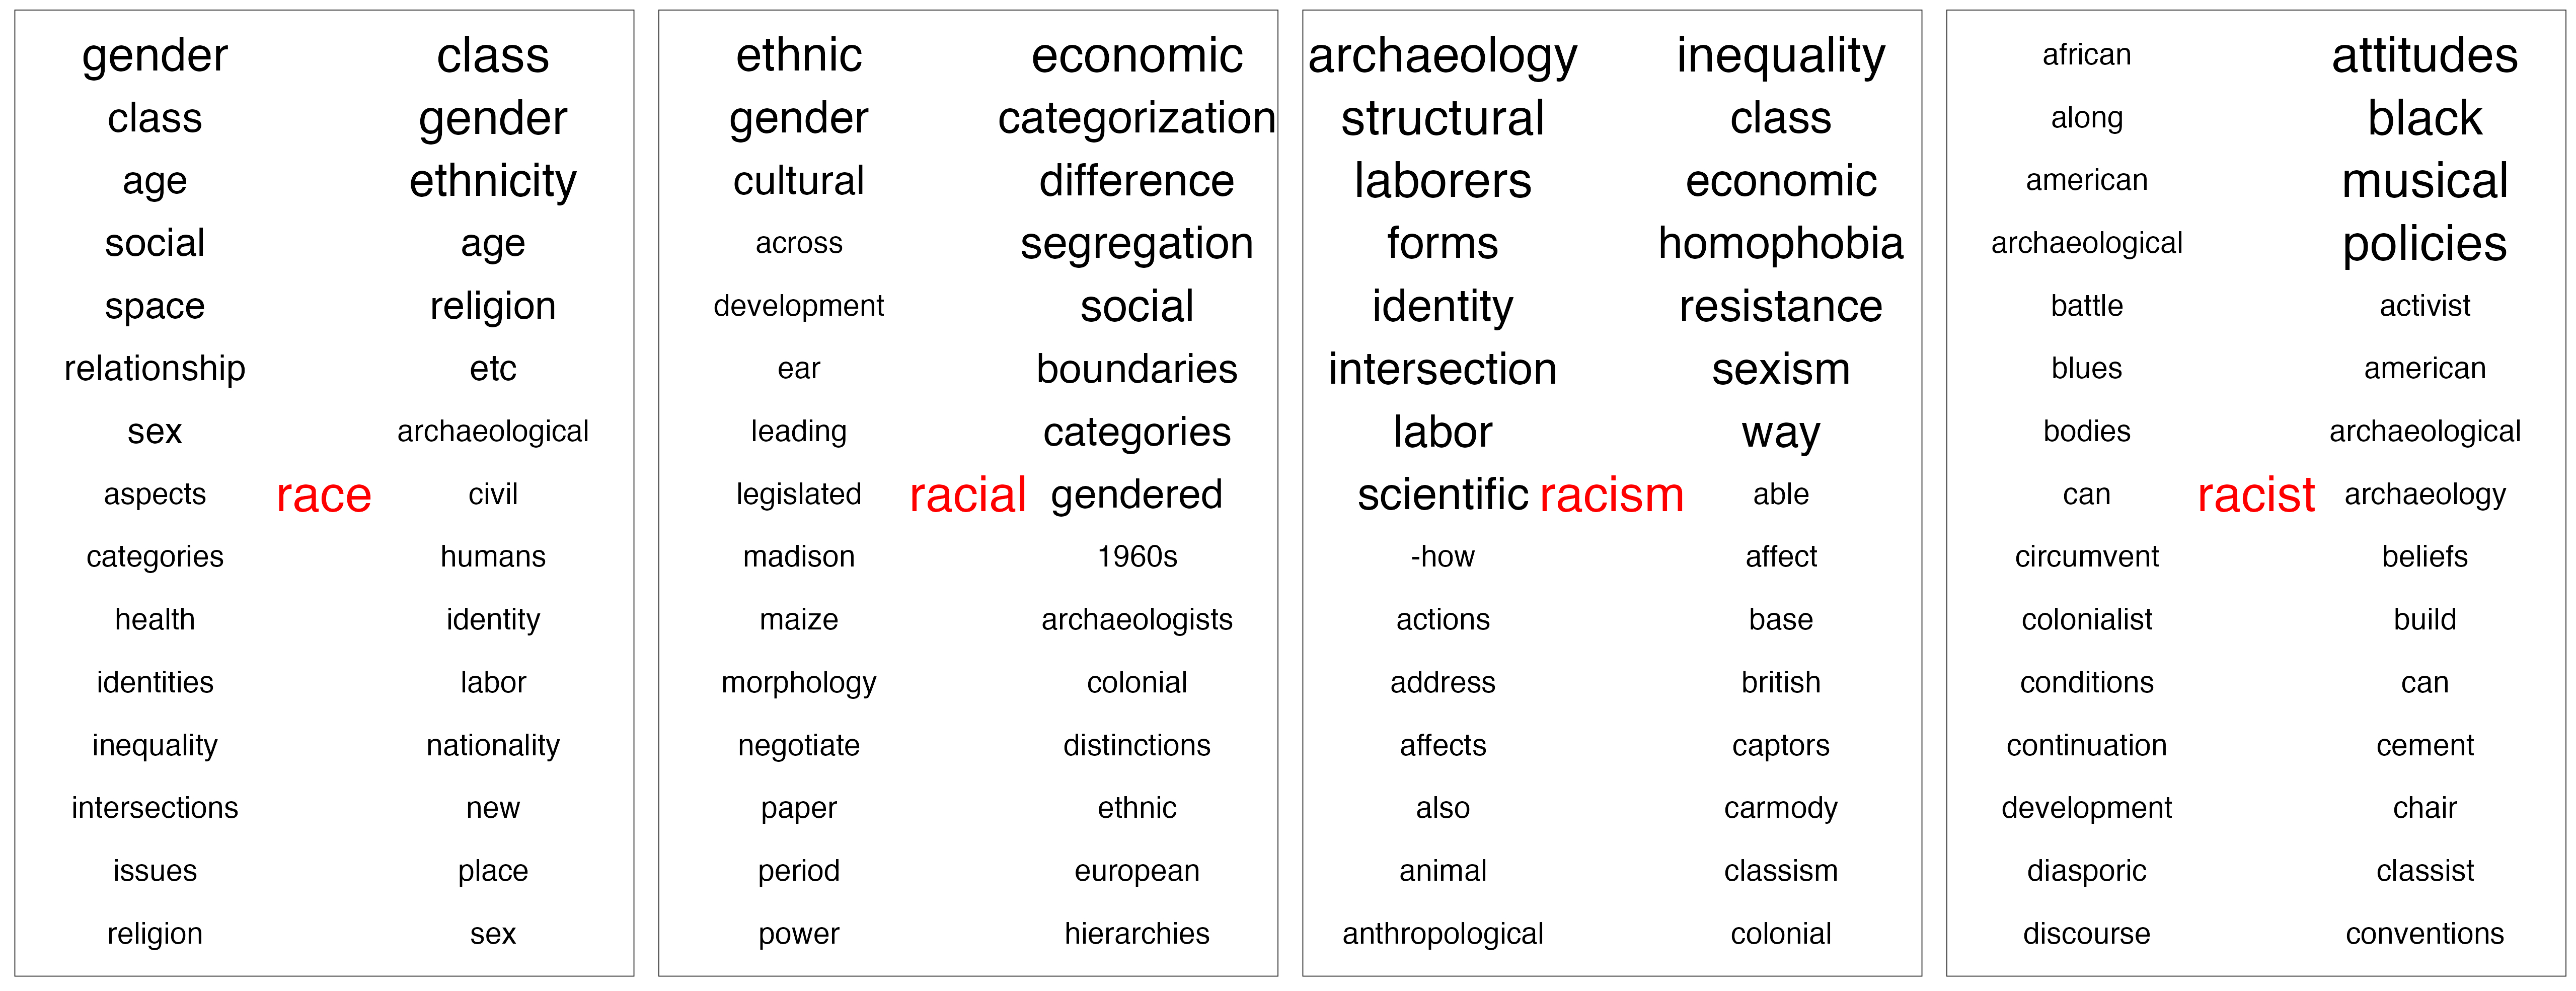 gender class
class gender
age ethnicity
social age
space religion
relationship etc
sex archaeological
aspects race civil
categories humans
health identity
identities labor
inequality nationality
intersections new
issues place
religion sex
ethnic economic
gender categorization
cultural difference
across segregation
development social
ear boundaries
leading categories
legislated racial gendered
madison 1960s
maize archaeologists
morphology colonial
negotiate distinctions
paper ethnic
period european
power hierarchies
archaeology inequality
structural class
laborers economic
forms homophobia
identity resistance
intersection sexism
labor way
scientific racism able
-how affect
actions base
address british
affects captors
also carmody
animal classism
anthropological colonial
african attitudes
along black
american musical
archaeological policies
battle activist
blues american
bodies archaeological
can racist archaeology
circumvent beliefs
colonialist build
conditions can
continuation cement
development chair
diasporic classist
discourse conventions